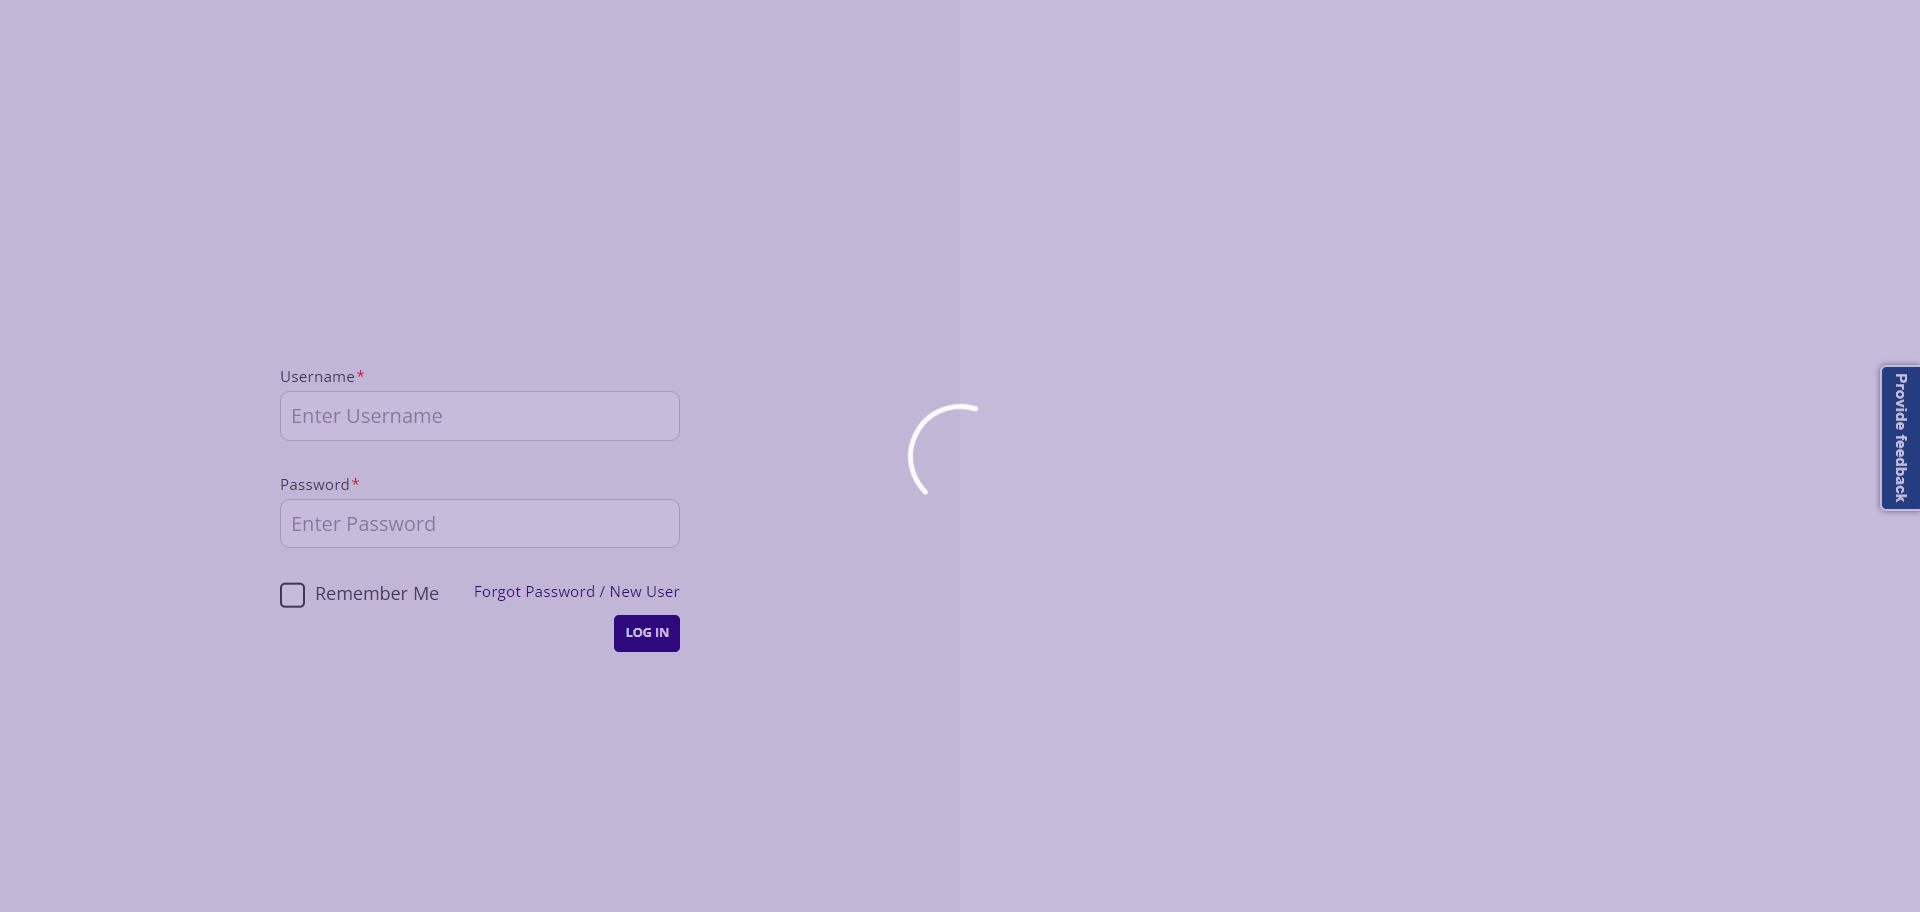 Username*
Enter Username
Password*
Enter Password
Remember Me
Forgot Password / New User
LOG IN
Provide feedback